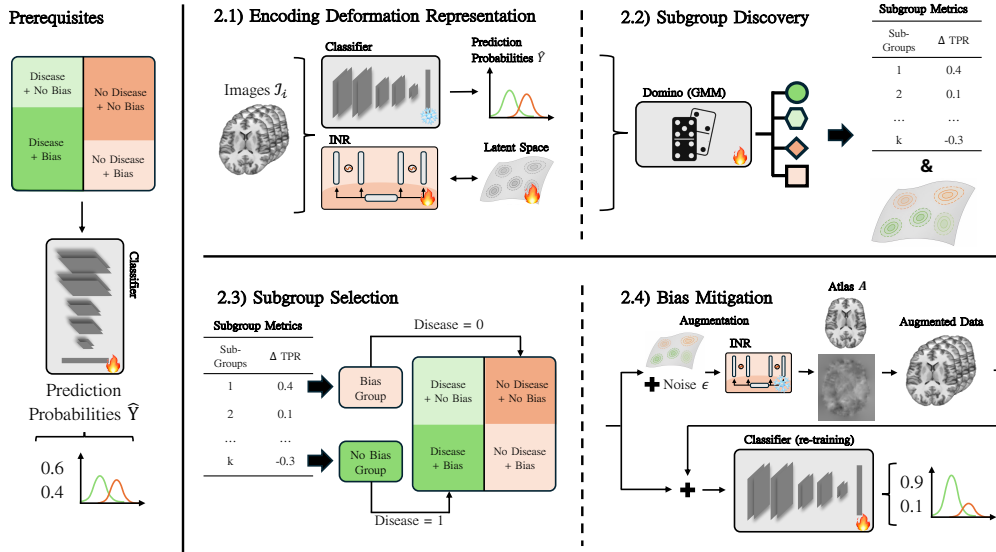 Prerequisites
Disease
+ No Bias
No Disease
+ No Bias
Disease
+ Bias
No Disease
+ Bias
Classifier
Prediction
Probabilities Ŷ
0.6
0.4
2.1) Encoding Deformation Representation
Images ℐᵢ
Classifier
Prediction
Probabilities Ŷ
INR
Latent Space
2.2) Subgroup Discovery
Domino (GMM)
Subgroup Metrics
Sub-
Groups
Δ TPR
1 0.4
2 0.1
... ...
k -0.3
&
2.3) Subgroup Selection
Subgroup Metrics
Sub-
Groups
Δ TPR
1 0.4
2 0.1
... ...
k -0.3
Disease = 0
Bias
Group
No Bias
Group
Disease = 1
Disease
+ No Bias
No Disease
+ No Bias
Disease
+ Bias
No Disease
+ Bias
2.4) Bias Mitigation
Augmentation
+ Noise ϵ
INR
Atlas A
Augmented Data
+
Classifier (re-training)
0.9
0.1